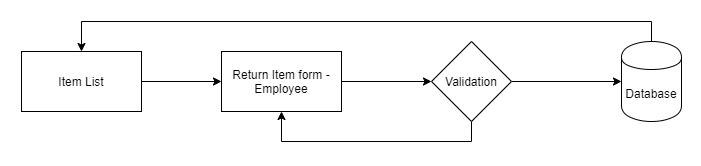 Item List
Return Item form -
Employee
Validation
Database